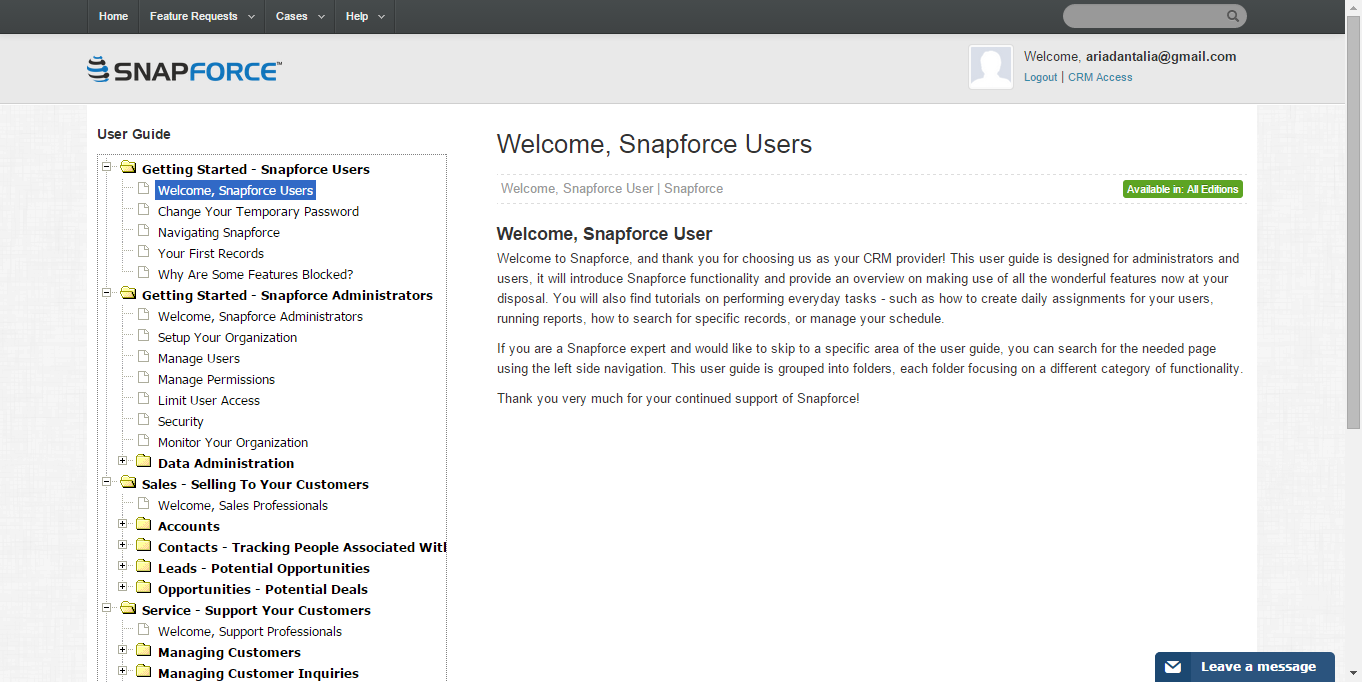 Home Feature Requests Cases Help
SNAPFORCE™
Welcome, ariadantalia@gmail.com
Logout | CRM Access
User Guide
Getting Started - Snapforce Users
Welcome, Snapforce Users
Change Your Temporary Password
Navigating Snapforce
Your First Records
Why Are Some Features Blocked?
Getting Started - Snapforce Administrators
Welcome, Snapforce Administrators
Setup Your Organization
Manage Users
Manage Permissions
Limit User Access
Security
Monitor Your Organization
Data Administration
Sales - Selling To Your Customers
Welcome, Sales Professionals
Accounts
Contacts - Tracking People Associated With
Leads - Potential Opportunities
Opportunities - Potential Deals
Service - Support Your Customers
Welcome, Support Professionals
Managing Customers
Managing Customer Inquiries
Welcome, Snapforce Users
Welcome, Snapforce User | Snapforce
Available in: All Editions
Welcome, Snapforce User
Welcome to Snapforce, and thank you for choosing us as your CRM provider! This user guide is designed for administrators and
users, it will introduce Snapforce functionality and provide an overview on making use of all the wonderful features now at your
disposal. You will also find tutorials on performing everyday tasks - such as how to create daily assignments for your users,
running reports, how to search for specific records, or manage your schedule.
If you are a Snapforce expert and would like to skip to a specific area of the user guide, you can search for the needed page
using the left side navigation. This user guide is grouped into folders, each folder focusing on a different category of functionality.
Thank you very much for your continued support of Snapforce!
Leave a message